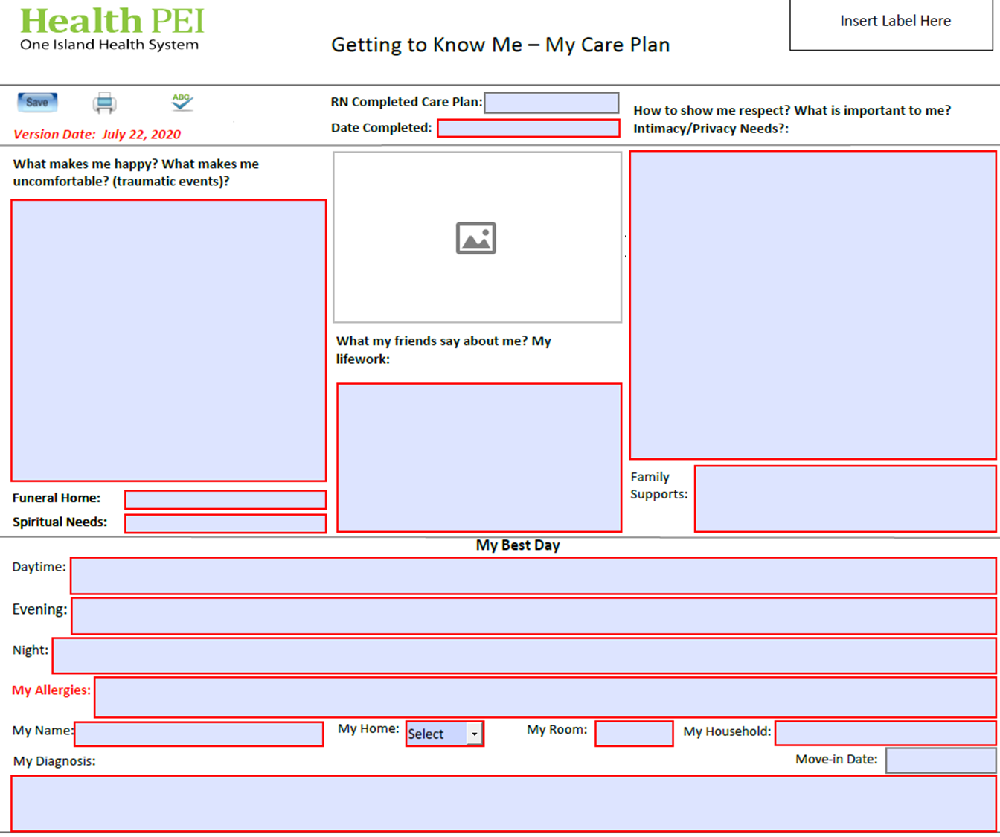 Health PEI
One Island Health System
Getting to Know Me – My Care Plan
Insert Label Here
Save
ABC
Version Date: July 22, 2020
RN Completed Care Plan:
Date Completed:
How to show me respect? What is important to me?
Intimacy/Privacy Needs?:
What makes me happy? What makes me
uncomfortable? (traumatic events)?
What my friends say about me? My
lifework:
Funeral Home:
Spiritual Needs:
Family
Supports:
My Best Day
Daytime:
Evening:
Night:
My Allergies:
My Name:
My Home:
Select
My Room:
My Household:
My Diagnosis:
Move-in Date: